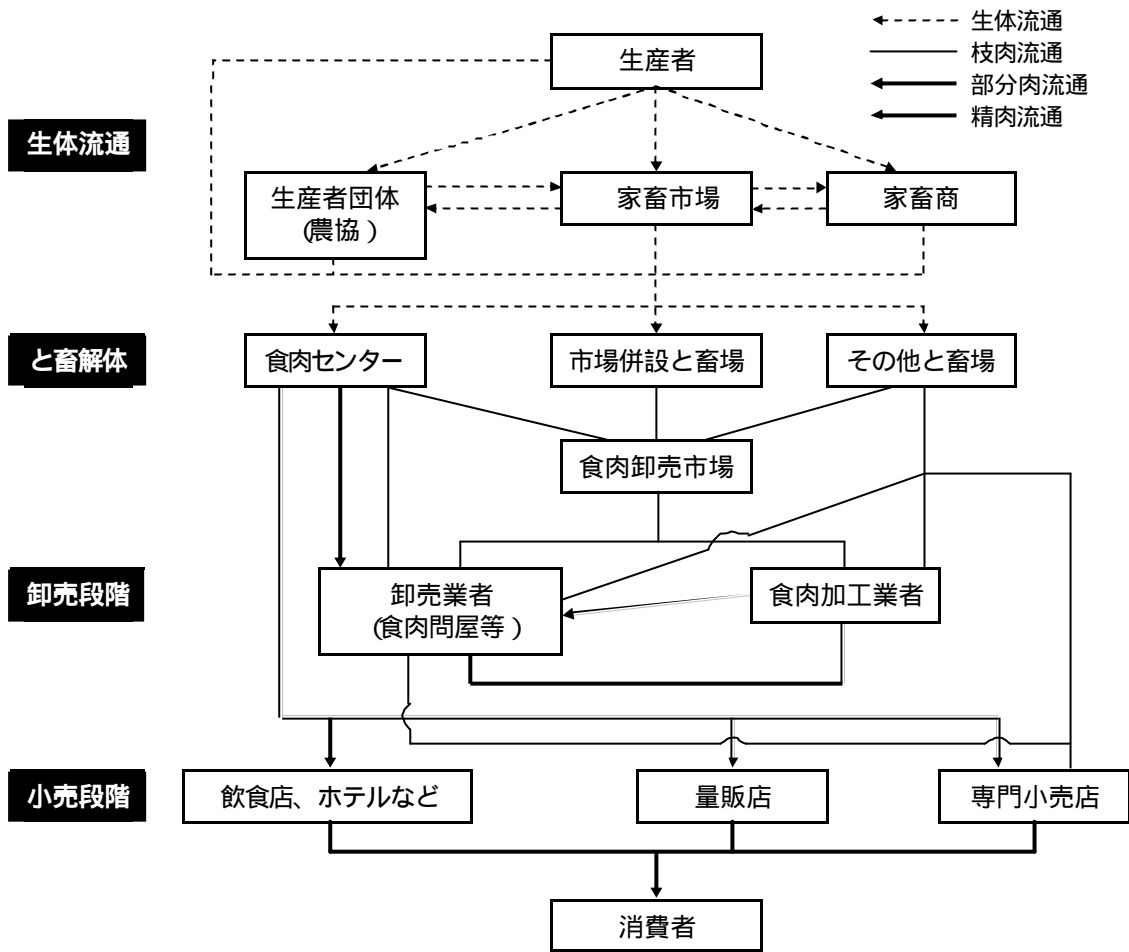 生体流通
枝肉流通
部分肉流通
精肉流通
生産者
生体流通
生産者団体
(農協)
家畜市場
家畜商
と畜解体
食肉センター
市場併設と畜場
その他と畜場
食肉卸売市場
卸売段階
卸売業者
(食肉問屋等)
食肉加工業者
小売段階
飲食店、ホテルなど
量販店
専門小売店
消費者